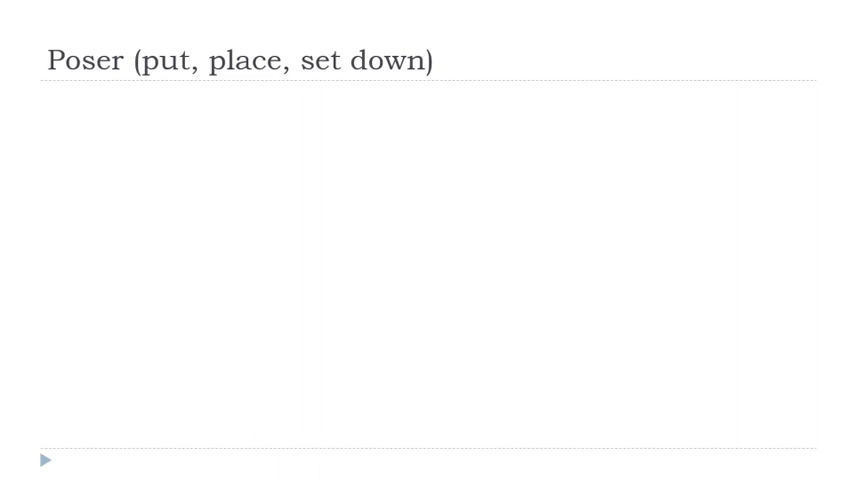 Poser (put, place, set down)